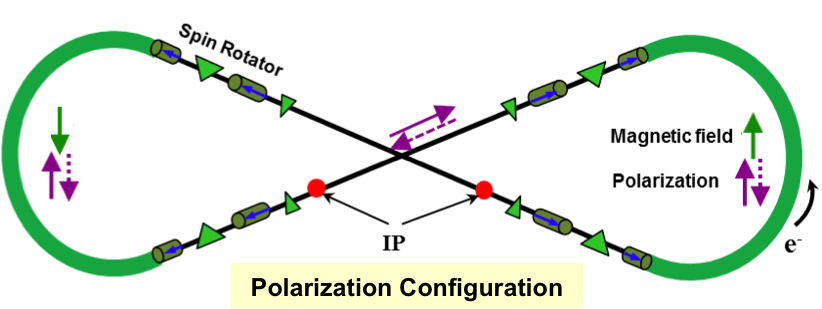 Spin Rotator
Magnetic field
Polarization
IP
e-
Polarization Configuration